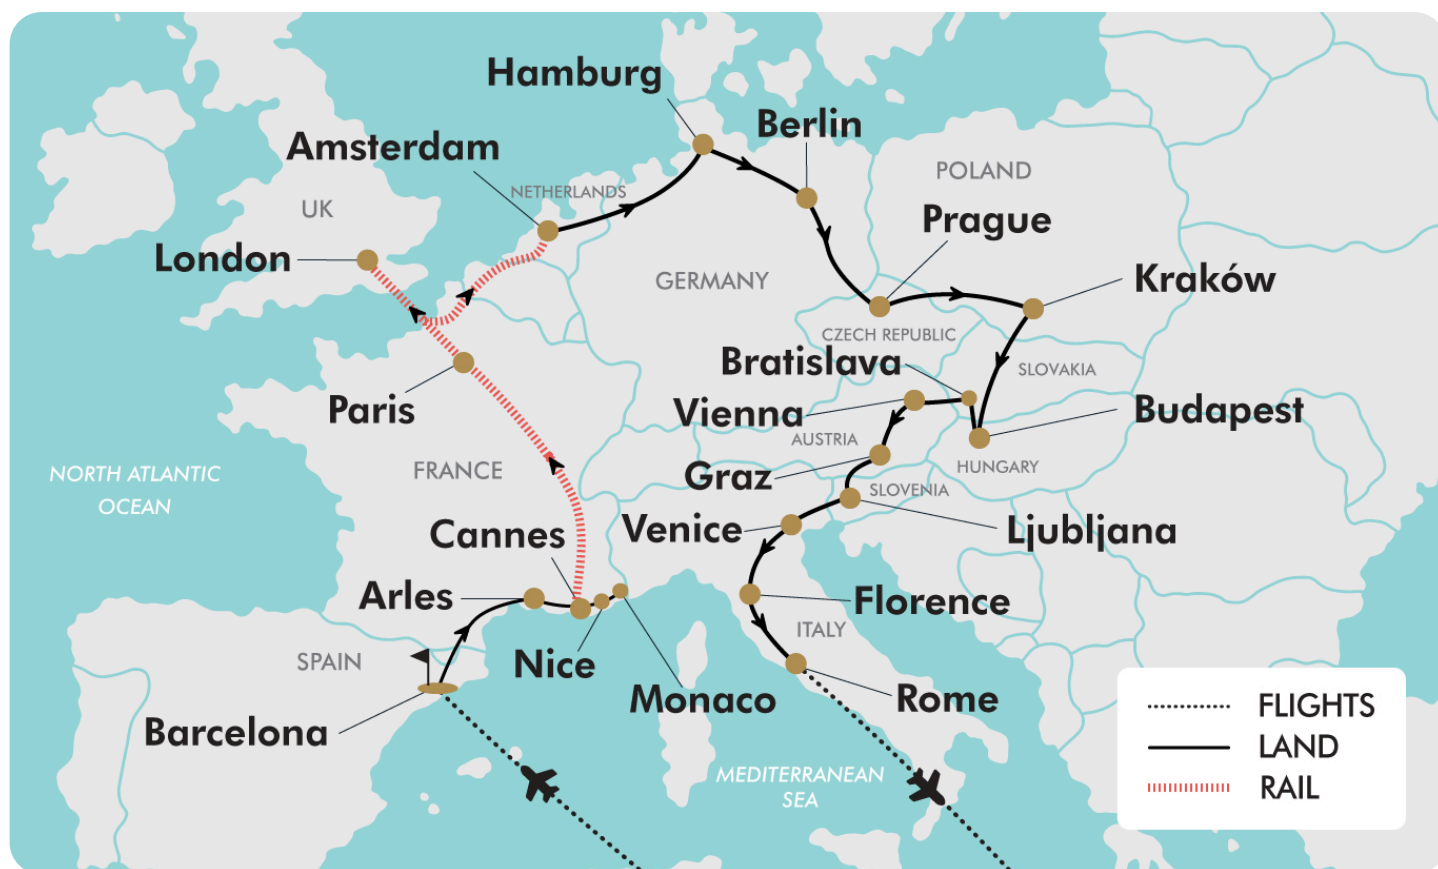 Hamburg
Berlin
Amsterdam
POLAND
NETHERLANDS
UK
Prague
London
Kraków
GERMANY
CZECH REPUBLIC
Bratislava
SLOVAKIA
Paris
Vienna
Budapest
AUSTRIA
HUNGARY
FRANCE
NORTH ATLANTIC
OCEAN
Graz
SLOVENIA
Cannes
Venice
Ljubljana
Arles
Florence
ITALY
SPAIN
Nice
Monaco
Rome
Barcelona
MEDITERRANEAN
SEA
FLIGHTS
LAND
RAIL